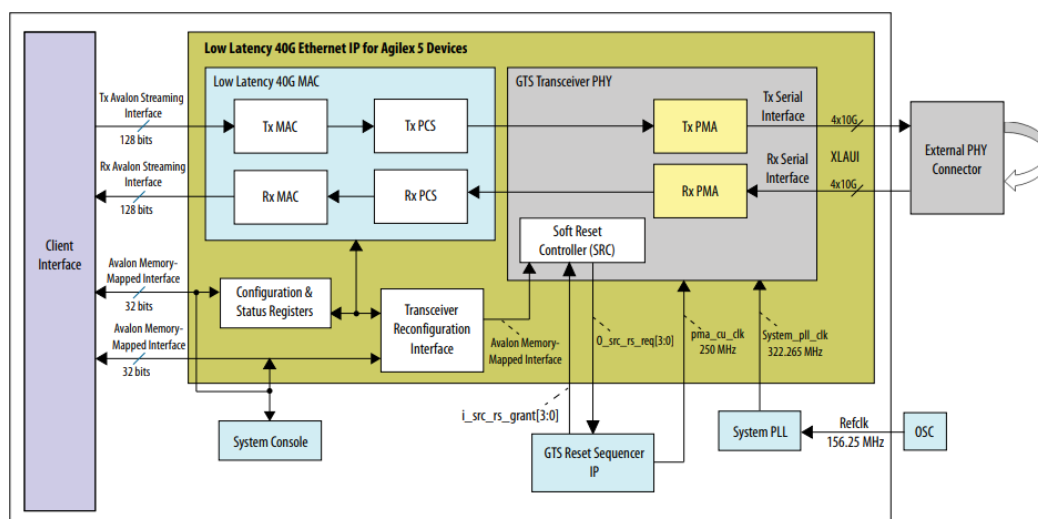 Low Latency 40G Ethernet IP for Agilex 5 Devices
Low Latency 40G MAC
GTS Transceiver PHY
Tx Avalon Streaming
Interface
128 bits
Tx MAC
Tx PCS
Tx PMA
Tx Serial
Interface
4x10G
Rx Avalon Streaming
Interface
128 bits
Rx MAC
Rx PCS
Rx PMA
Rx Serial
Interface
XLAUI
4x10G
External PHY
Connector
Client
Interface
Soft Reset
Controller (SRC)
Avalon Memory-
Mapped Interface
32 bits
Configuration &
Status Registers
Transceiver
Reconfiguration
Interface
Avalon Memory-
Mapped Interface
32 bits
Avalon Memory-
Mapped Interface
O_src_rs_req[3:0]
pma_cu_clk
250 MHz
System_pll_clk
322.265 MHz
i_src_rs_grant[3:0]
System Console
GTS Reset Sequencer
IP
System PLL
Refclk
156.25 MHz
OSC